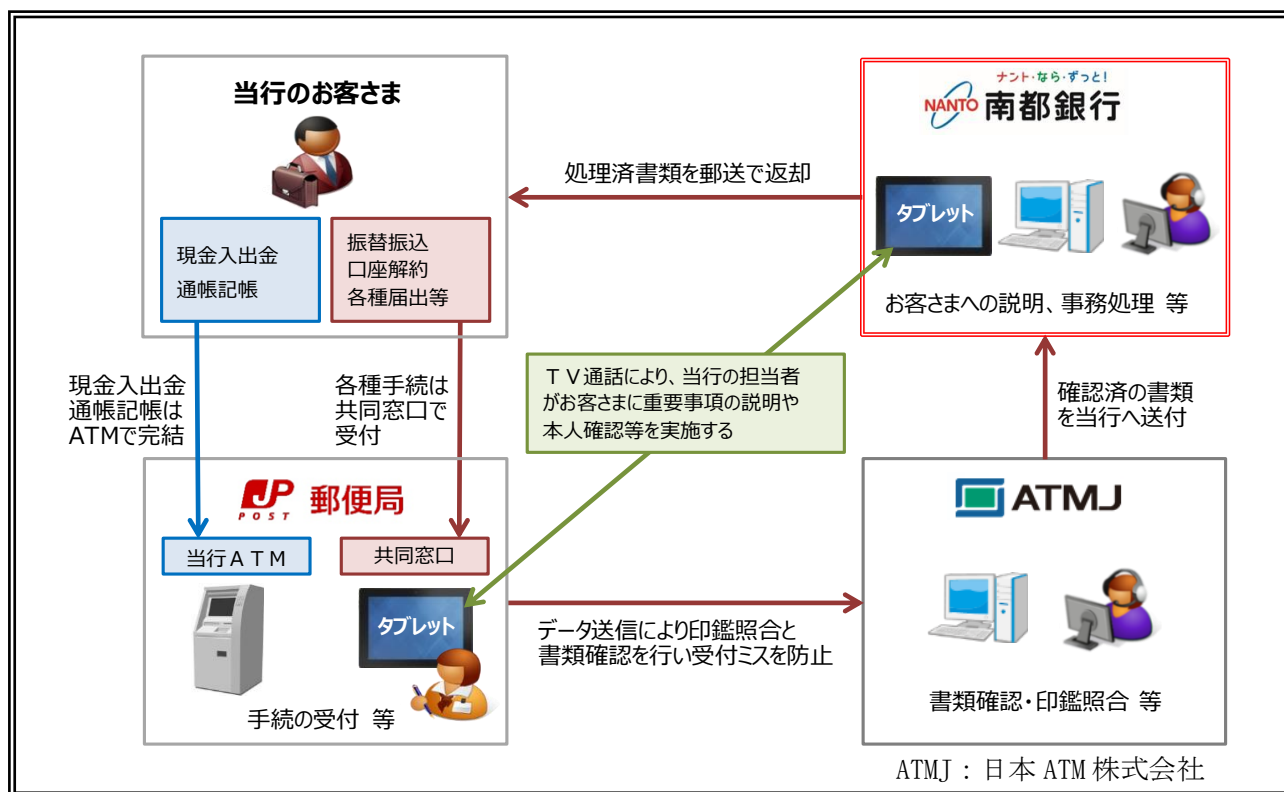 当行のお客さま
現金入出金
通帳記帳
振替振込
口座解約
各種届出等
処理済書類を郵送で返却
ナント・なら・ずっと!
NANTO 南都銀行
タブレット
お客さまへの説明、事務処理 等
現金入出金
通帳記帳は
ATMで完結
各種手続は
共同窓口で
受付
TV通話により、当行の担当者
がお客さまに重要事項の説明や
本人確認等を実施する
確認済の書類
を当行へ送付
JP
POST
郵便局
当行ATM
共同窓口
タブレット
手続の受付 等
データ送信により印鑑照合と
書類確認を行い受付ミスを防止
ATMJ
書類確認・印鑑照合 等
ATMJ:日本 ATM 株式会社